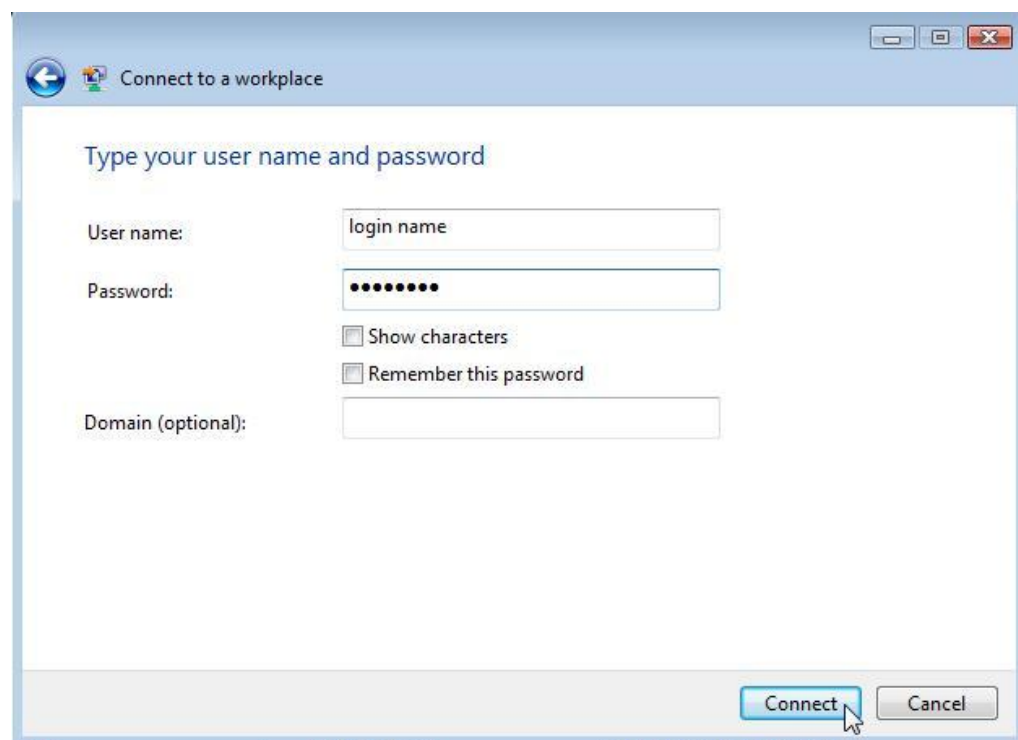 Connect to a workplace
Type your user name and password
User name:
login name
Password:
••••••••
Show characters
Remember this password
Domain (optional):
Connect
Cancel